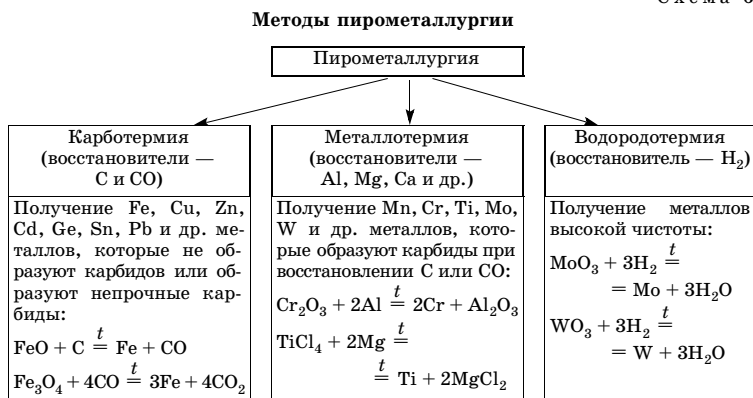 Схема 6
Методы пирометаллургии
Пирометаллургия
Карботермия
(восстановители —
C и CO)
Получение Fe, Cu, Zn,
Cd, Ge, Sn, Pb и др. ме-
таллов, которые не об-
разуют карбидов или об-
разуют непрочные кар-
биды:
FeO + C =ᵗ Fe + CO
Fe₃O₄ + 4CO =ᵗ 3Fe + 4CO₂
Металлотермия
(восстановители —
Al, Mg, Ca и др.)
Получение Mn, Cr, Ti, Mo,
W и др. металлов, кото-
рые образуют карбиды при
восстановлении C или CO:
Cr₂O₃ + 2Al =ᵗ 2Cr + Al₂O₃
TiCl₄ + 2Mg =ᵗ
=ᵗ Ti + 2MgCl₂
Водородотермия
(восстановитель — H₂)
Получение металлов
высокой чистоты:
MoO₃ + 3H₂ =ᵗ
= Mo + 3H₂O
WO₃ + 3H₂ =ᵗ
= W + 3H₂O